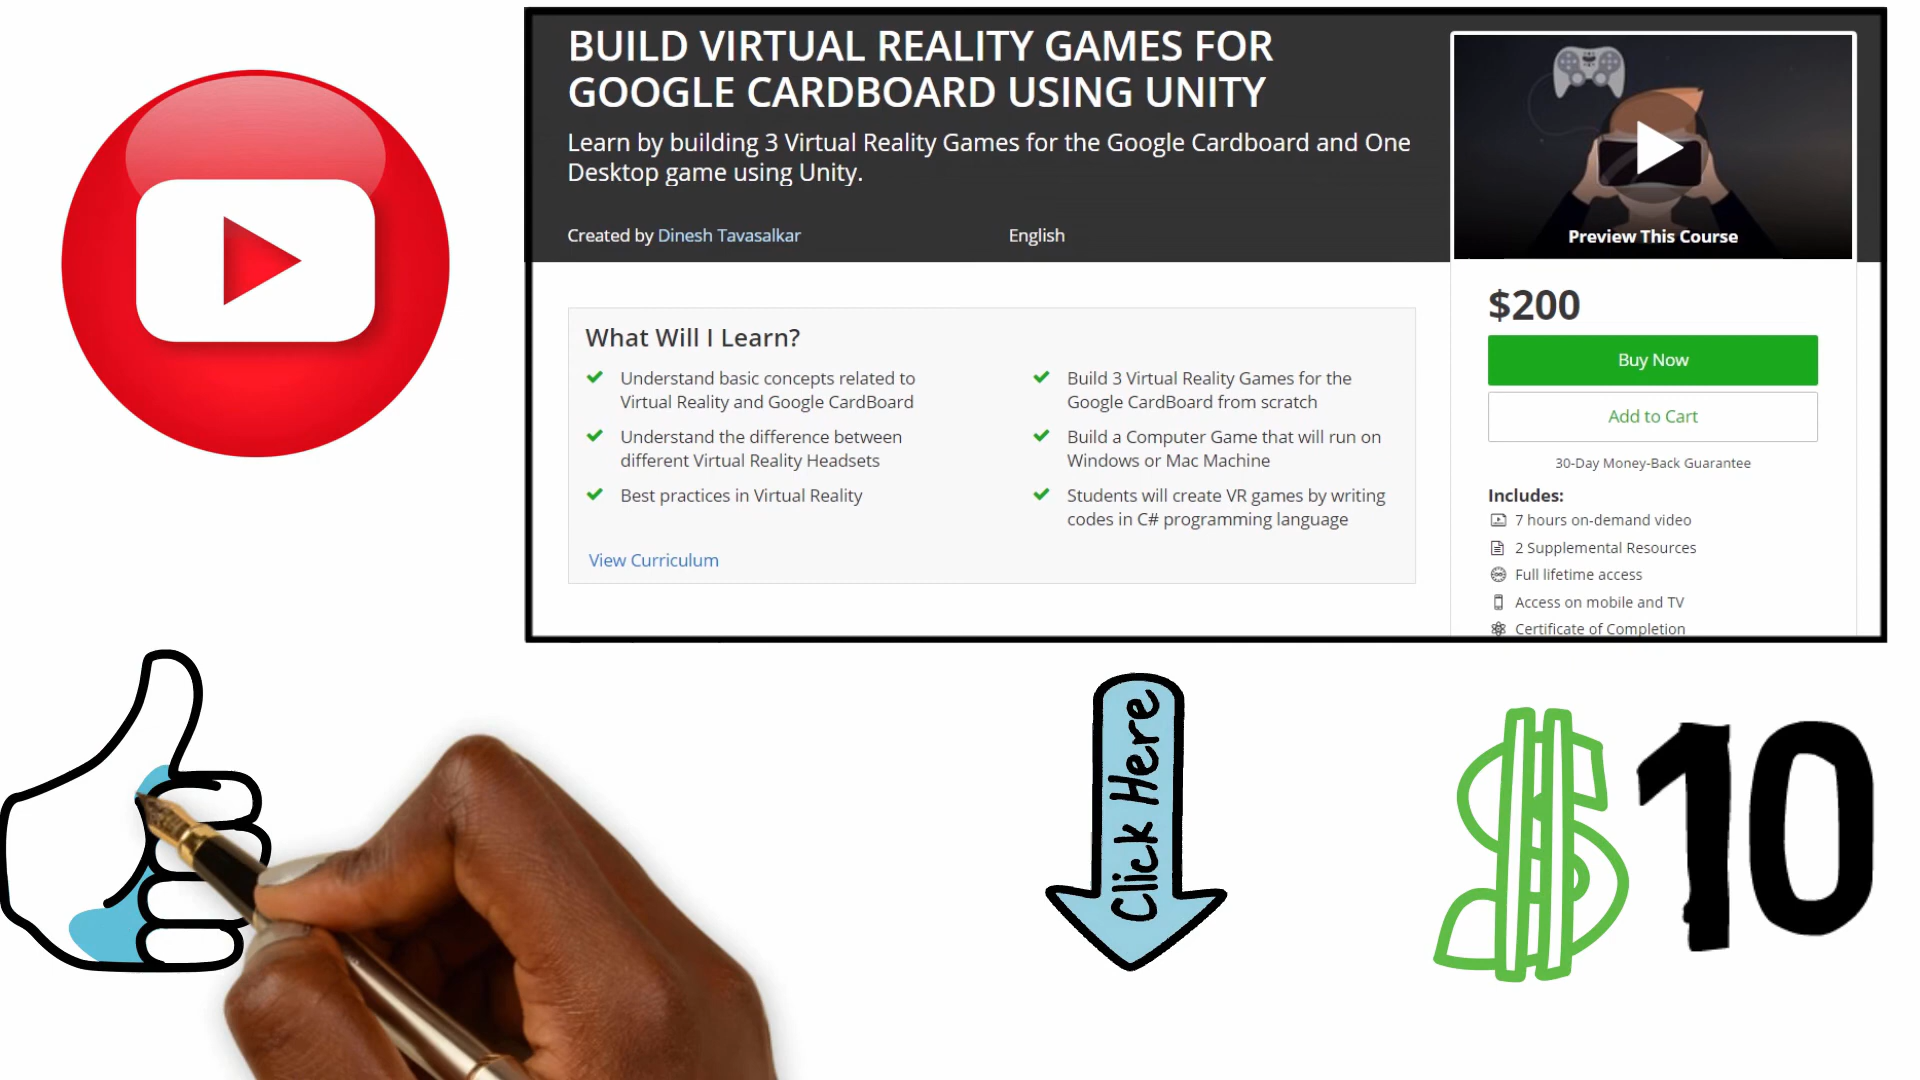 BUILD VIRTUAL REALITY GAMES FOR
GOOGLE CARDBOARD USING UNITY
Learn by building 3 Virtual Reality Games for the Google Cardboard and One
Desktop game using Unity.
Created by Dinesh Tavasalkar
English
Preview This Course
What Will I Learn?
Understand basic concepts related to
Virtual Reality and Google CardBoard
Understand the difference between
different Virtual Reality Headsets
Best practices in Virtual Reality
Build 3 Virtual Reality Games for the
Google CardBoard from scratch
Build a Computer Game that will run on
Windows or Mac Machine
Students will create VR games by writing
codes in C# programming language
View Curriculum
$200
Buy Now
Add to Cart
30-Day Money-Back Guarantee
Includes:
7 hours on-demand video
2 Supplemental Resources
Full lifetime access
Access on mobile and TV
Certificate of Completion
Click Here
$10